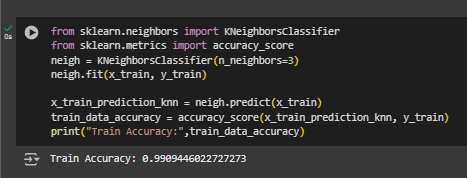 0s
from sklearn.neighbors import KNeighborsClassifier
from sklearn.metrics import accuracy_score
neigh = KNeighborsClassifier(n_neighbors=3)
neigh.fit(x_train, y_train)
x_train_prediction_knn = neigh.predict(x_train)
train_data_accuracy = accuracy_score(x_train_prediction_knn, y_train)
print("Train Accuracy:",train_data_accuracy)
Train Accuracy: 0.9909446022727273